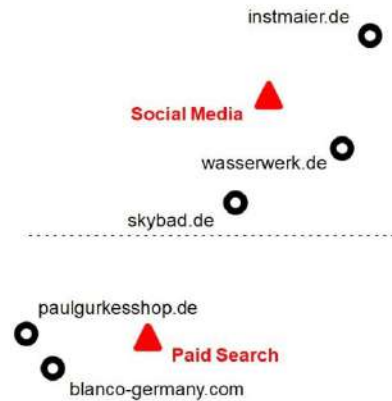 instmaier.de
Social Media
wasserwerk.de
skybad.de
paulgurkesshop.de
Paid Search
blanco-germany.com